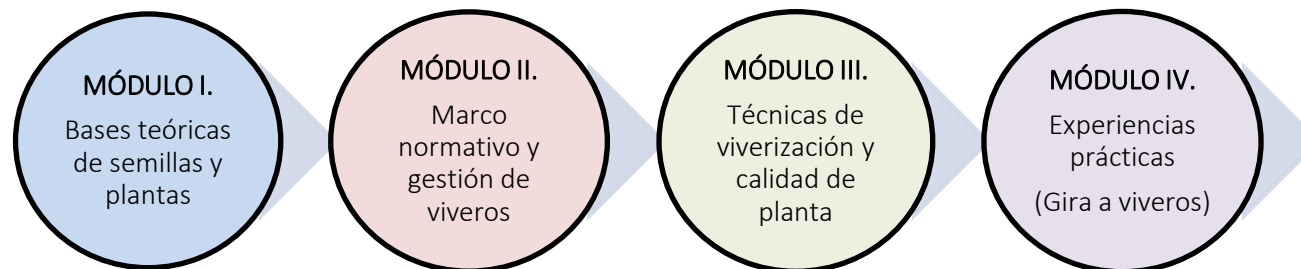 MÓDULO I.
Bases teóricas
de semillas y
plantas
MÓDULO II.
Marco
normativo y
gestión de
viveros
MÓDULO III.
Técnicas de
viverización y
calidad de
planta
MÓDULO IV.
Experiencias
prácticas
(Gira a viveros)